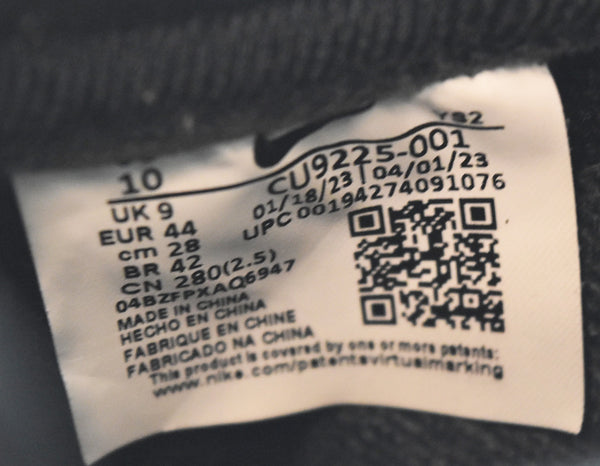 YS2
10
UK 9
EUR 44
cm 28
BR 42
CN 280(2.5)
04BZFPXAQ6947
MADE IN CHINA
HECHO EN CHINA
FABRIQUE EN CHINE
FABRICADO NA CHINA
CU9225-001
01/18/23 | 04/01/23
UPC 00194274091076
This product is covered by one or more patents:
www.nike.com/patentsvirtualmarking